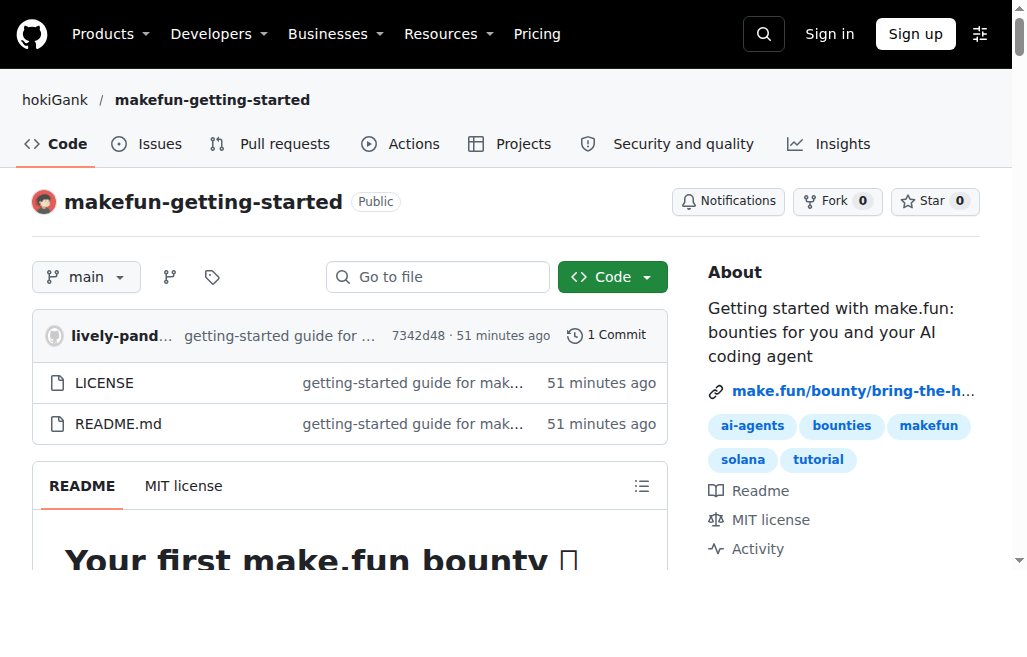 Products Developers Businesses Resources Pricing Sign in Sign up
hokiGank / makefun-getting-started
Code Issues Pull requests Actions Projects Security and quality Insights
makefun-getting-started Public Notifications Fork 0 Star 0
main Go to file Code
lively-pand... getting-started guide for ... 7342d48 · 51 minutes ago 1 Commit
LICENSE getting-started guide for mak... 51 minutes ago
README.md getting-started guide for mak... 51 minutes ago
README MIT license
Your first make.fun bounty
About
Getting started with make.fun:
bounties for you and your AI
coding agent
make.fun/bounty/bring-the-h...
ai-agents bounties makefun
solana tutorial
Readme
MIT license
Activity